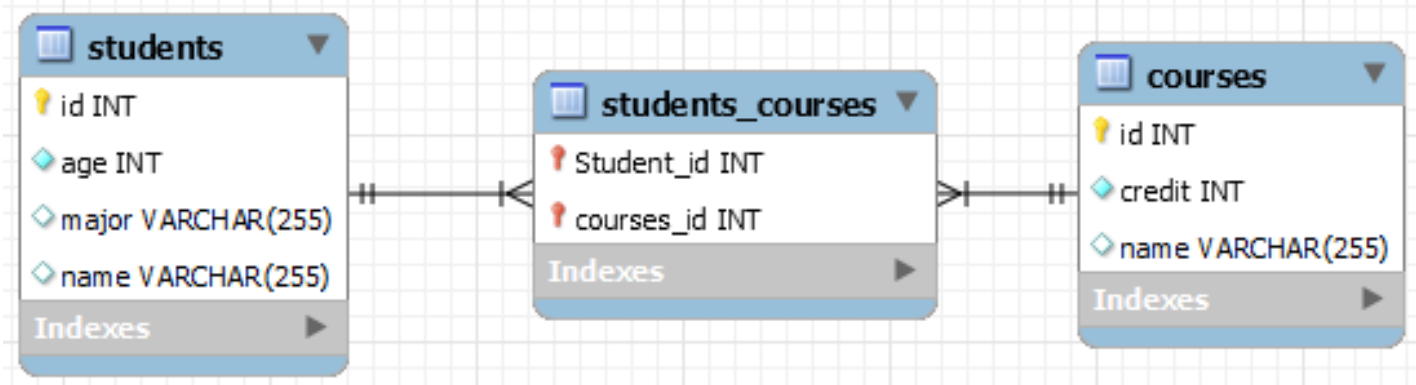 students
id INT
age INT
major VARCHAR(255)
name VARCHAR(255)
Indexes
students_courses
Student_id INT
courses_id INT
Indexes
courses
id INT
credit INT
name VARCHAR(255)
Indexes